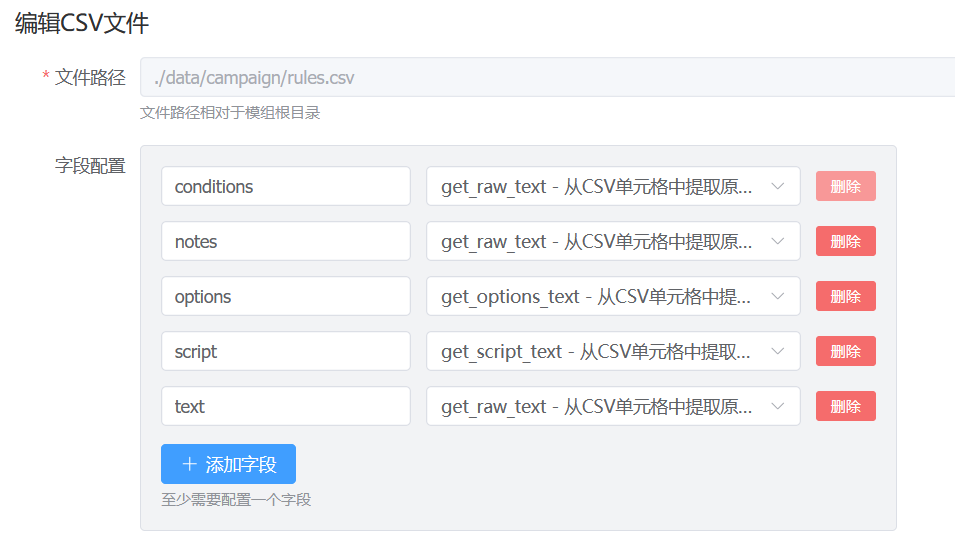 编辑CSV文件
* 文件路径 ./data/campaign/rules.csv
文件路径相对于模组根目录
字段配置
conditions get_raw_text - 从CSV单元格中提取原... 删除
notes get_raw_text - 从CSV单元格中提取原... 删除
options get_options_text - 从CSV单元格中提... 删除
script get_script_text - 从CSV单元格中提取... 删除
text get_raw_text - 从CSV单元格中提取原... 删除
+ 添加字段
至少需要配置一个字段